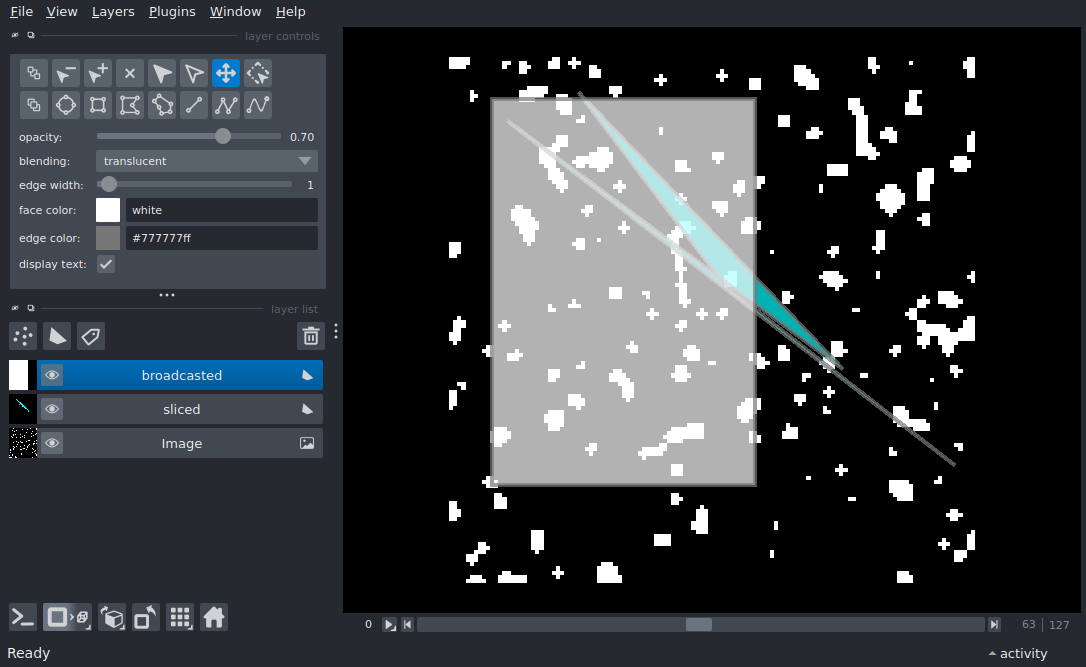 File View Layers Plugins Window Help
layer controls
opacity: 0.70
blending: translucent
edge width: 1
face color: white
edge color: #777777ff
display text:
layer list
broadcasted
sliced
Image
0 63 127
Ready activity